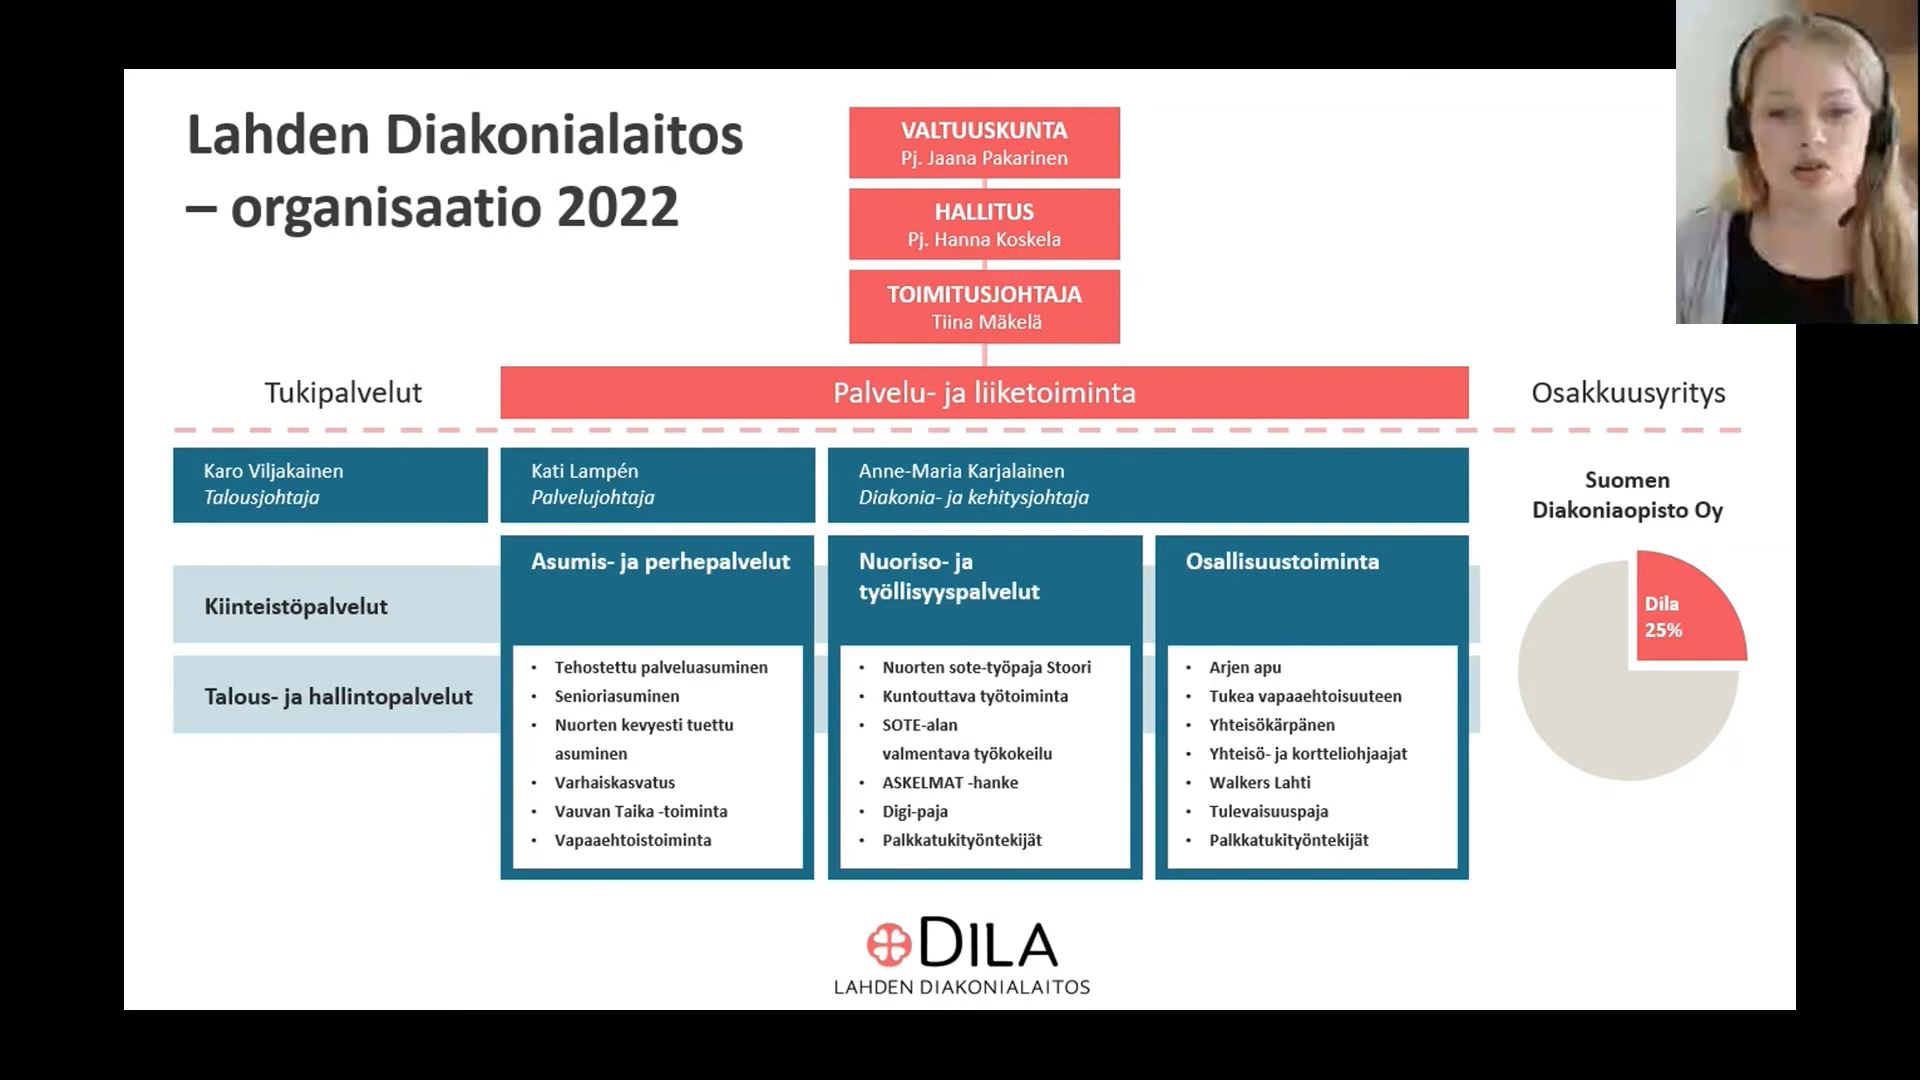 Lahden Diakonialaitos
– organisaatio 2022
VALTUUSKUNTA
Pj. Jaana Pakarinen
HALLITUS
Pj. Hanna Koskela
TOIMITUSJOHTAJA
Tiina Mäkelä
Tukipalvelut
Palvelu- ja liiketoiminta
Osakkuusyritys
Karo Viljakainen
Talousjohtaja
Kati Lampén
Palvelujohtaja
Anne-Maria Karjalainen
Diakonia- ja kehitysjohtaja
Kiinteistöpalvelut
Talous- ja hallintopalvelut
Asumis- ja perhepalvelut
• Tehostettu palveluasuminen
• Senioriasuminen
• Nuorten kevyesti tuettu
asuminen
• Varhaiskasvatus
• Vauvan Taika -toiminta
• Vapaaehtoistoiminta
Nuoriso- ja
työllisyyspalvelut
• Nuorten sote-työpaja Stoori
• Kuntouttava työtoiminta
• SOTE-alan
valmentava työkokeilu
• ASKELMAT -hanke
• Digi-paja
• Palkkatukityöntekijät
Osallisuustoiminta
• Arjen apu
• Tukea vapaaehtoisuuteen
• Yhteisökärpänen
• Yhteisö- ja kortteliohjaajat
• Walkers Lahti
• Tulevaisuuspaja
• Palkkatukityöntekijät
Suomen
Diakoniaopisto Oy
Dila
25%
DILA
LAHDEN DIAKONIALAITOS